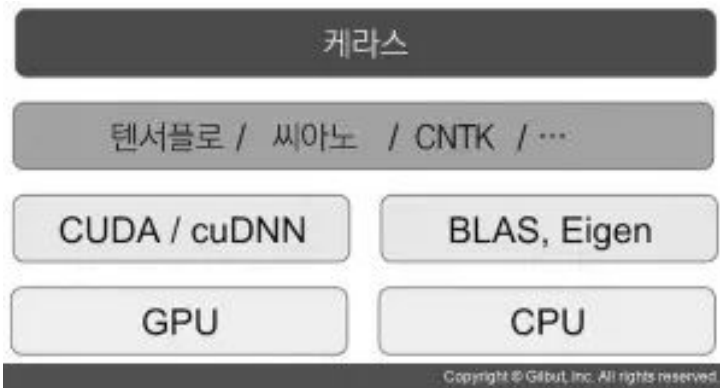 케라스
텐서플로 / 씨아노 / CNTK / ⋯
CUDA / cuDNN
BLAS, Eigen
GPU
CPU
Copyright © Gilbut, Inc. All rights reserved